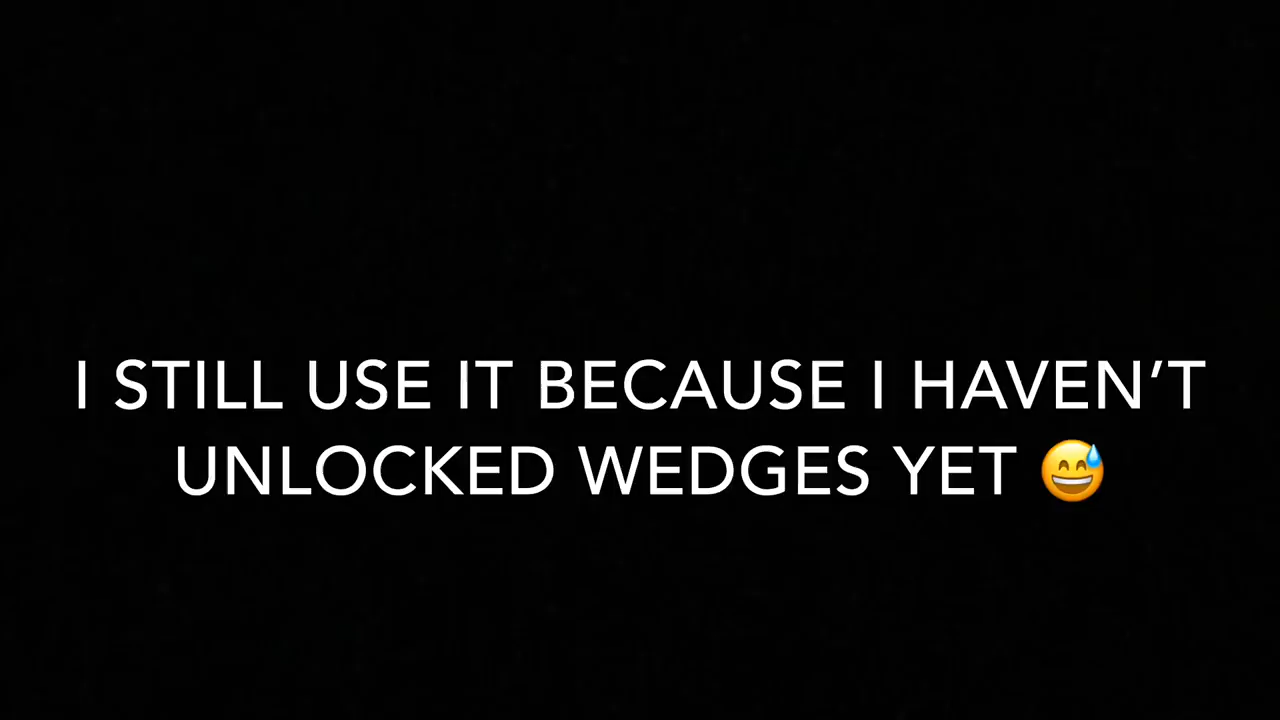 I STILL USE IT BECAUSE I HAVEN’T
UNLOCKED WEDGES YET 😅